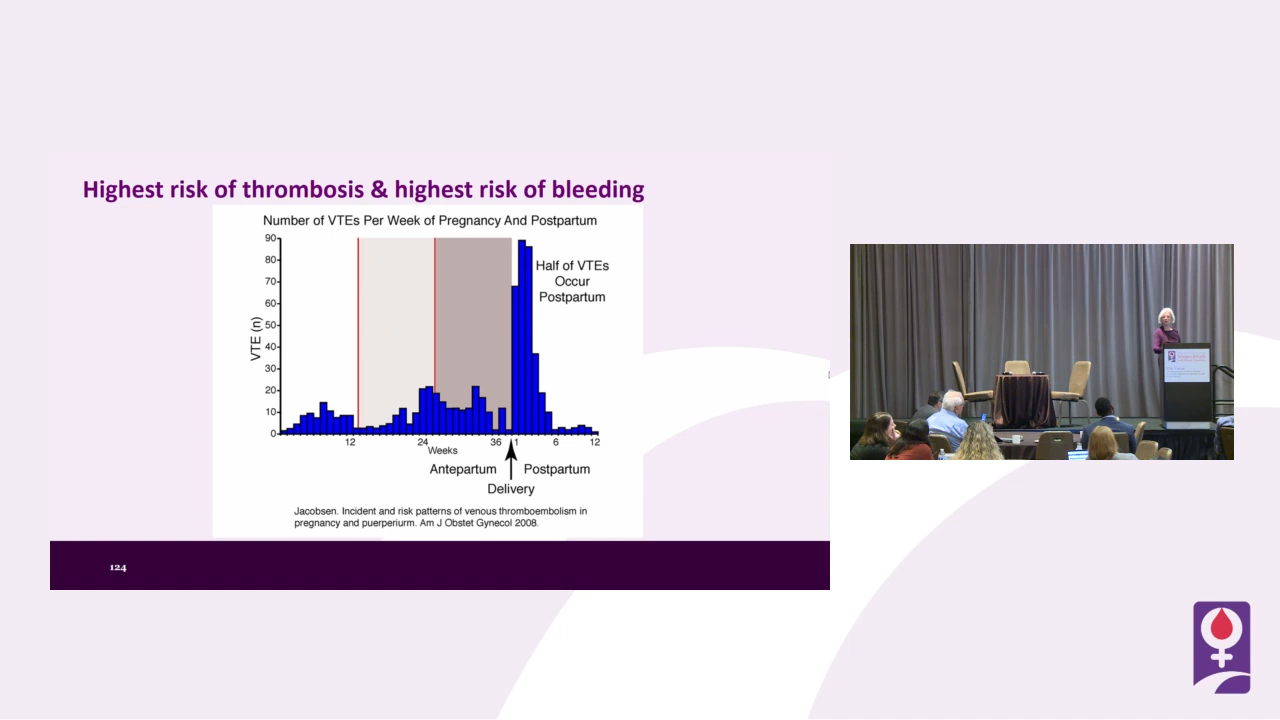 Highest risk of thrombosis & highest risk of bleeding
Number of VTEs Per Week of Pregnancy And Postpartum
90
80
70
60
50
40
30
20
10
0
VTE (n)
Half of VTEs
Occur
Postpartum
12 24 36 1 6 12
Weeks
Antepartum Postpartum
Delivery
Jacobsen. Incident and risk patterns of venous thromboembolism in
pregnancy and puerperiurm. Am J Obstet Gynecol 2008.
124